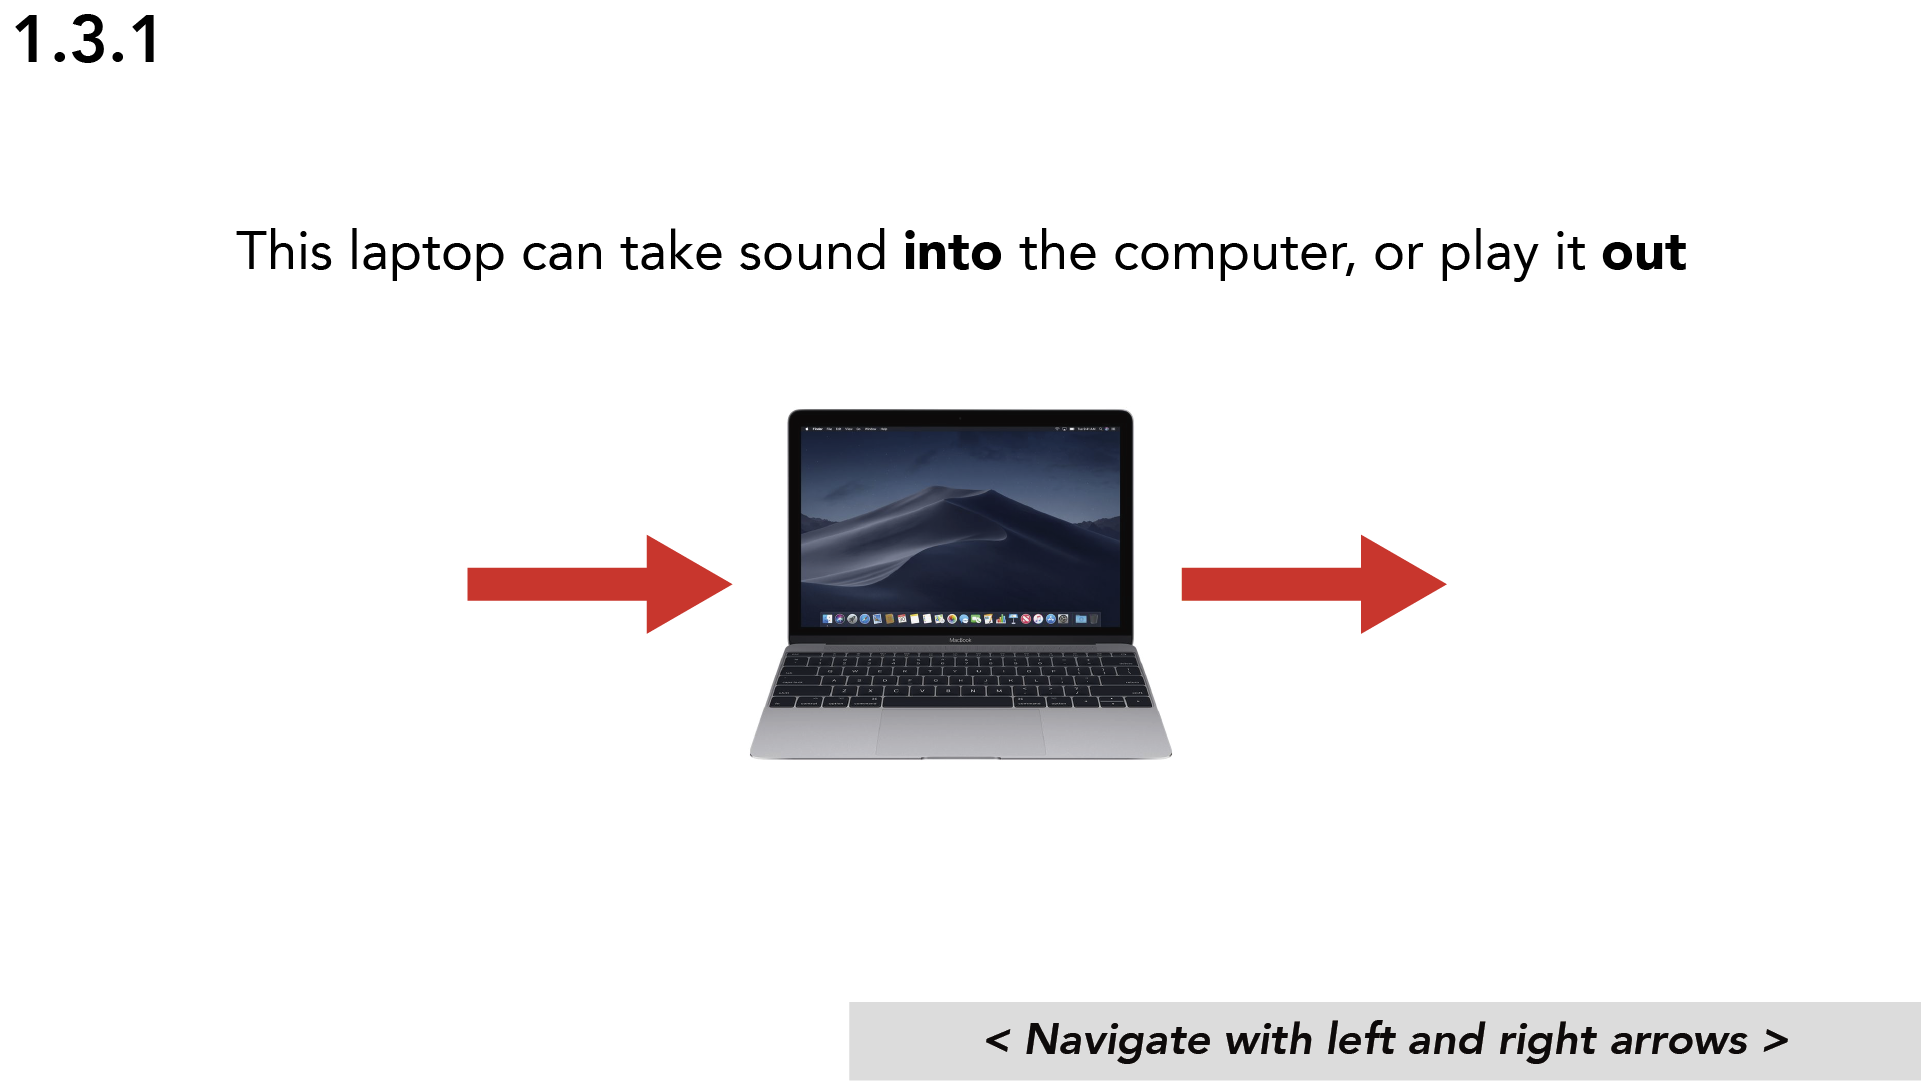 1.3.1
This laptop can take sound into the computer, or play it out
MacBook
< Navigate with left and right arrows >